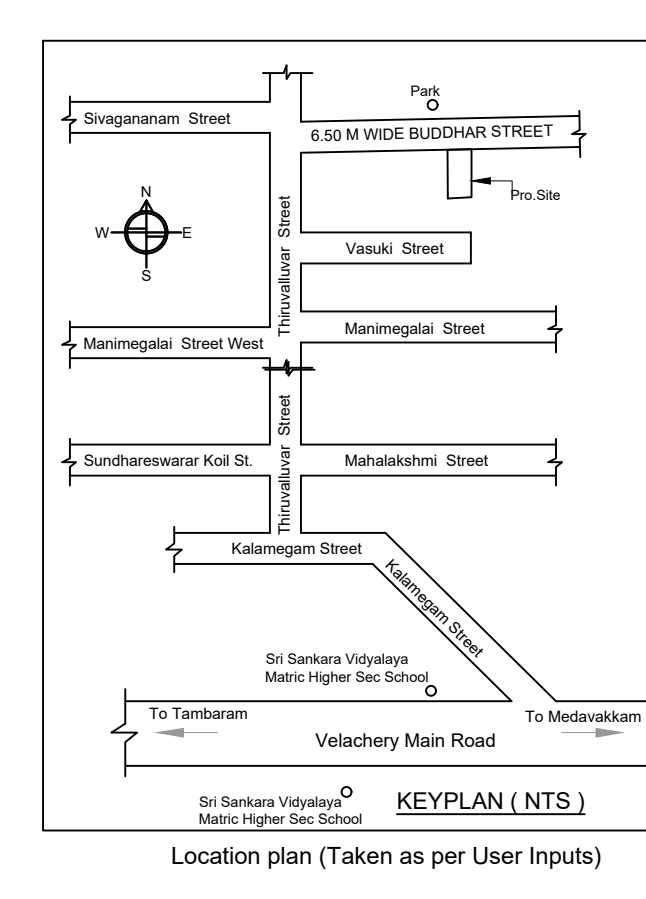 Park
Sivagananam Street
6.50 M WIDE BUDDHAR STREET
Pro.Site
N
W
E
S
Thiruvalluvar Street
Vasuki Street
Manimegalai Street
Manimegalai Street West
Thiruvalluvar Street
Sundhareswarar Koil St.
Mahalakshmi Street
Kalamegam Street
Kalamegam Street
Sri Sankara Vidyalaya
Matric Higher Sec School
To Tambaram
To Medavakkam
Velachery Main Road
Sri Sankara Vidyalaya
Matric Higher Sec School
KEYPLAN ( NTS )
Location plan (Taken as per User Inputs)